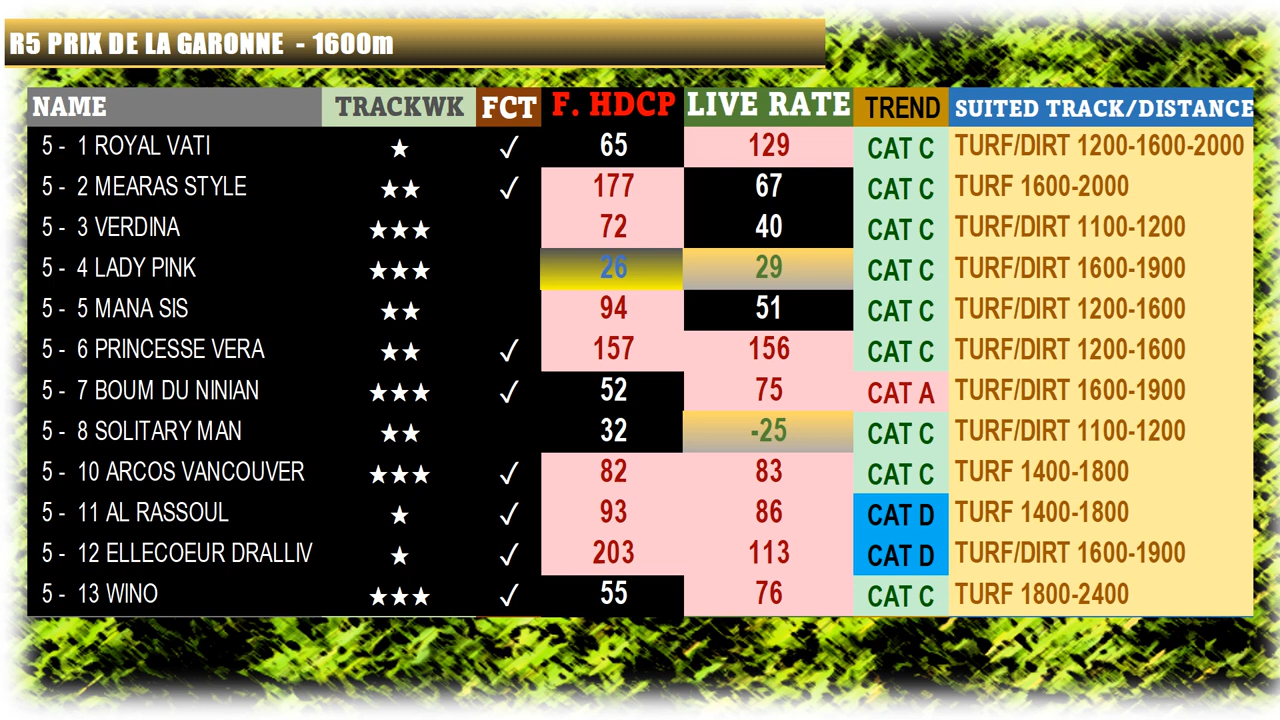 R5 PRIX DE LA GARONNE - 1600m
NAME TRACKWK FCT F. HDCP LIVE RATE TREND SUITED TRACK/DISTANCE
5 - 1 ROYAL VATI ★ ✓ 65 129 CAT C TURF/DIRT 1200-1600-2000
5 - 2 MEARAS STYLE ★★ ✓ 177 67 CAT C TURF 1600-2000
5 - 3 VERDINA ★★★ 72 40 CAT C TURF/DIRT 1100-1200
5 - 4 LADY PINK ★★★ 26 29 CAT C TURF/DIRT 1600-1900
5 - 5 MANA SIS ★★ 94 51 CAT C TURF/DIRT 1200-1600
5 - 6 PRINCESSE VERA ★★ ✓ 157 156 CAT C TURF/DIRT 1200-1600
5 - 7 BOUM DU NINIAN ★★★ ✓ 52 75 CAT A TURF/DIRT 1600-1900
5 - 8 SOLITARY MAN ★★ 32 -25 CAT C TURF/DIRT 1100-1200
5 - 10 ARCOS VANCOUVER ★★★ ✓ 82 83 CAT C TURF 1400-1800
5 - 11 AL RASSOUL ★ ✓ 93 86 CAT D TURF 1400-1800
5 - 12 ELLECOEUR DRALLIV ★ ✓ 203 113 CAT D TURF/DIRT 1600-1900
5 - 13 WINO ★★★ ✓ 55 76 CAT C TURF 1800-2400